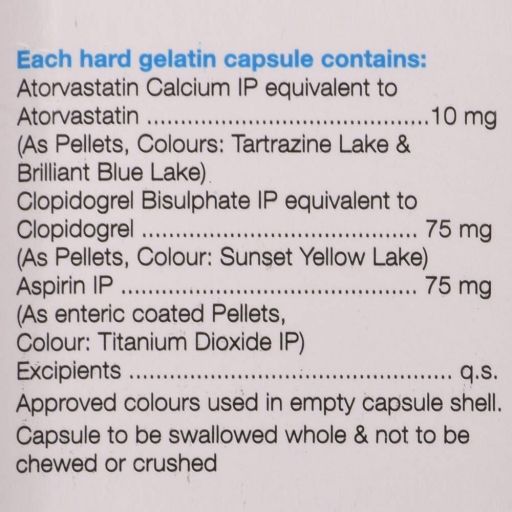 Each hard gelatin capsule contains:
Atorvastatin Calcium IP equivalent to
Atorvastatin ........................................10 mg
(As Pellets, Colours: Tartrazine Lake &
Brilliant Blue Lake)
Clopidogrel Bisulphate IP equivalent to
Clopidogrel ....................................... 75 mg
(As Pellets, Colour: Sunset Yellow Lake)
Aspirin IP .......................................... 75 mg
(As enteric coated Pellets,
Colour: Titanium Dioxide IP)
Excipients .............................................. q.s.
Approved colours used in empty capsule shell.
Capsule to be swallowed whole & not to be
chewed or crushed